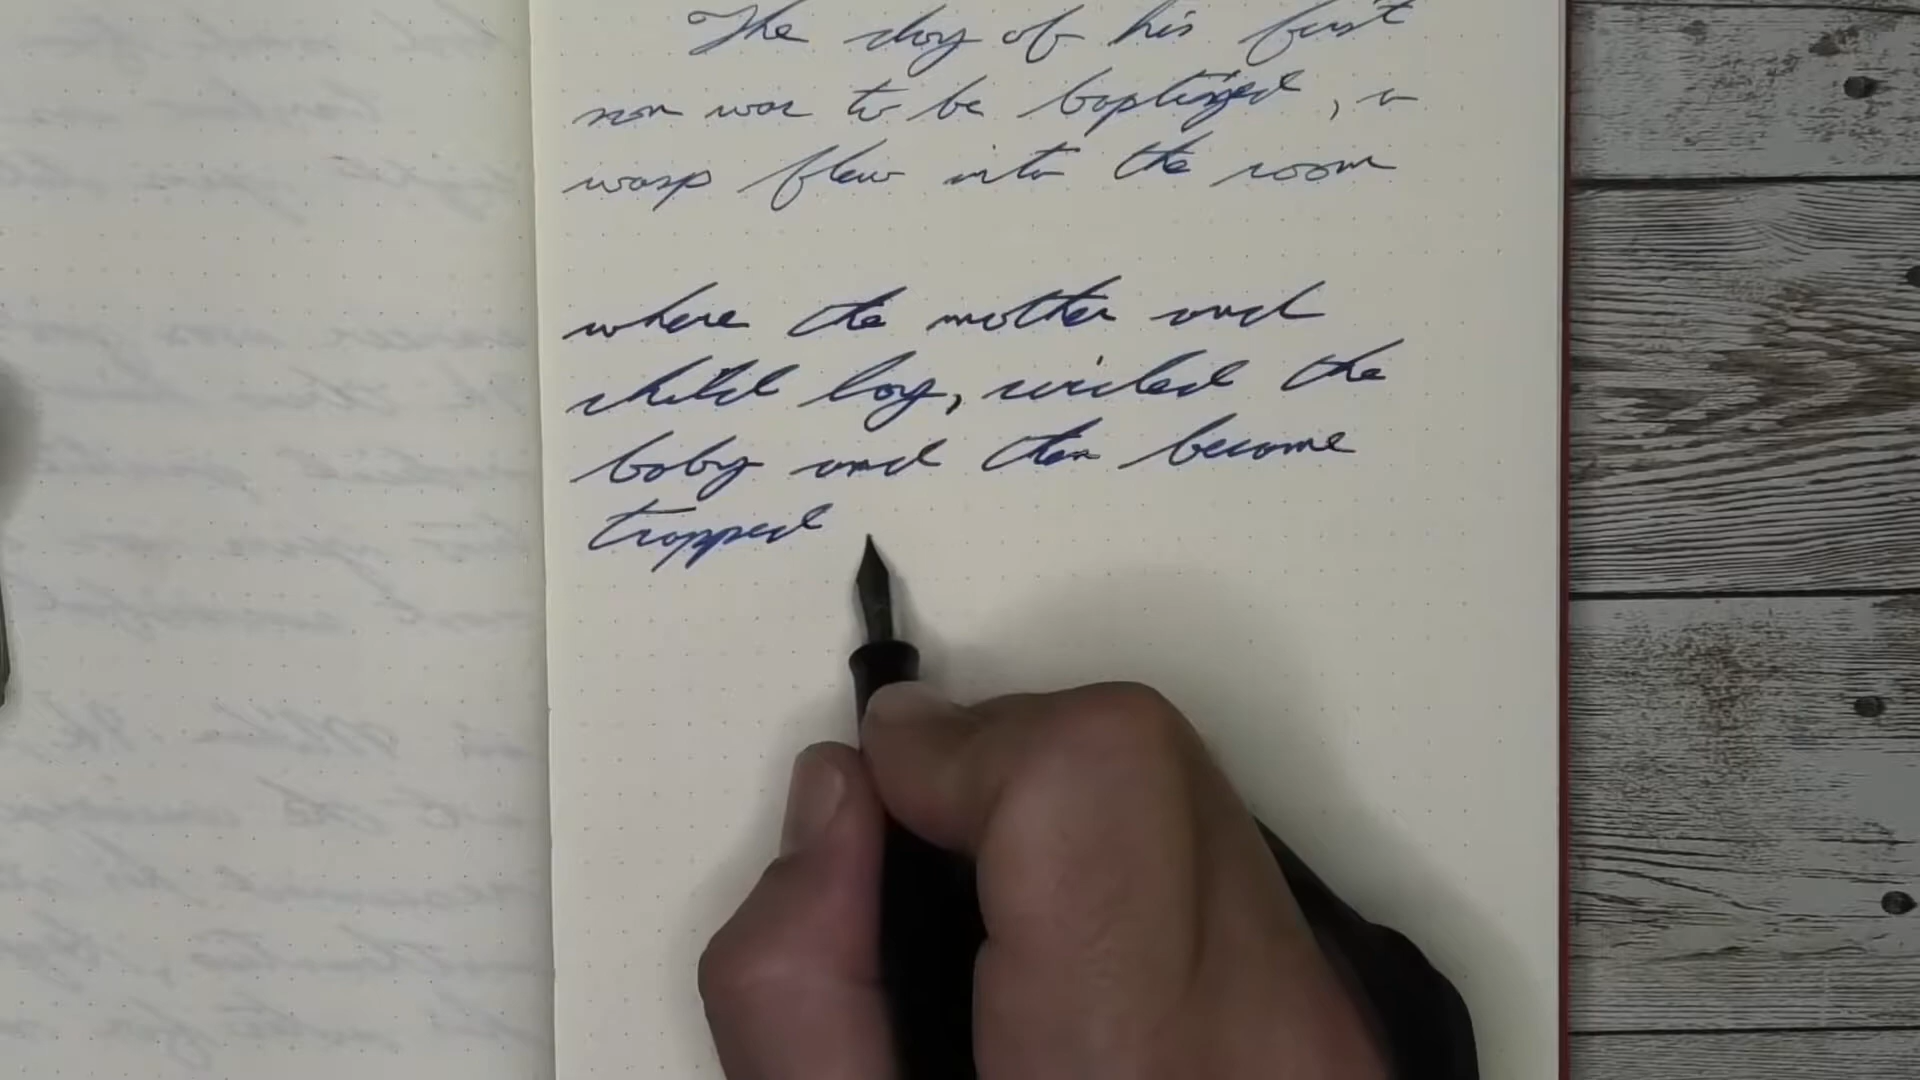 The day of his first
son was to be baptized, a
wasp flew into the room
where the mother and
child lay, circled the
baby and then became
trapped